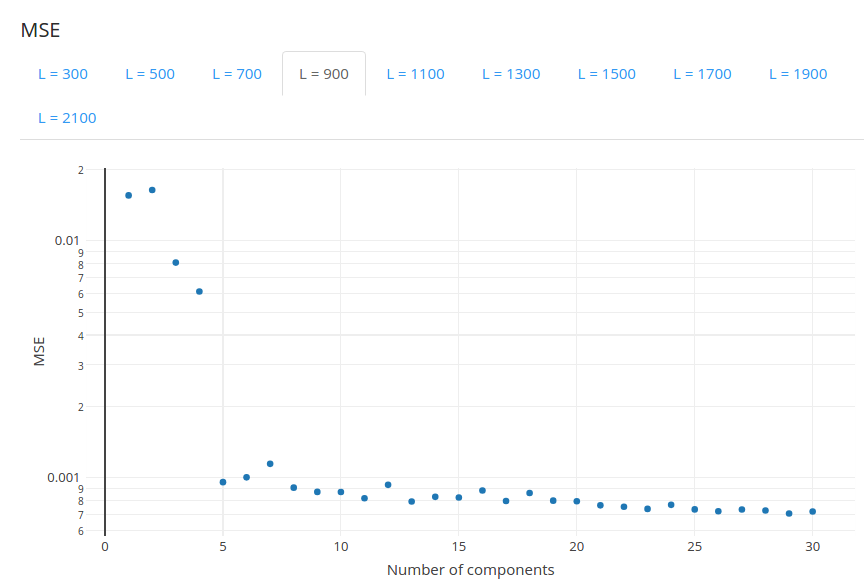 MSE
L = 300 L = 500 L = 700 L = 900 L = 1100 L = 1300 L = 1500 L = 1700 L = 1900
L = 2100
2
0.01
9
8
7
6
5
4
3
2
0.001
9
8
7
6
MSE
0 5 10 15 20 25 30
Number of components